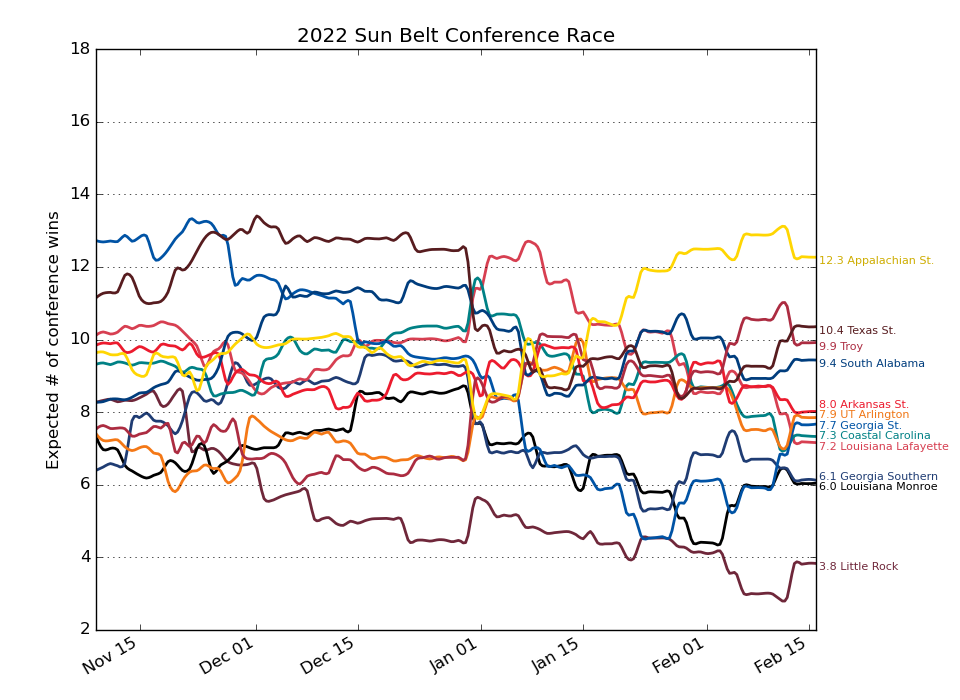 2022 Sun Belt Conference Race
Expected # of conference wins
18
16
14
12
10
8
6
4
2
12.3 Appalachian St.
10.4 Texas St.
9.9 Troy
9.4 South Alabama
8.0 Arkansas St.
7.9 UT Arlington
7.7 Georgia St.
7.3 Coastal Carolina
7.2 Louisiana Lafayette
6.1 Georgia Southern
6.0 Louisiana Monroe
3.8 Little Rock
Nov 15
Dec 01
Dec 15
Jan 01
Jan 15
Feb 01
Feb 15